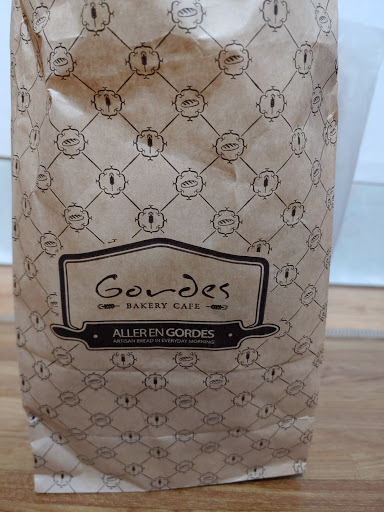 Gordes
BAKERY CAFE
ALLER EN GORDES
ARTISAN BREAD IN EVERYDAY MORNING